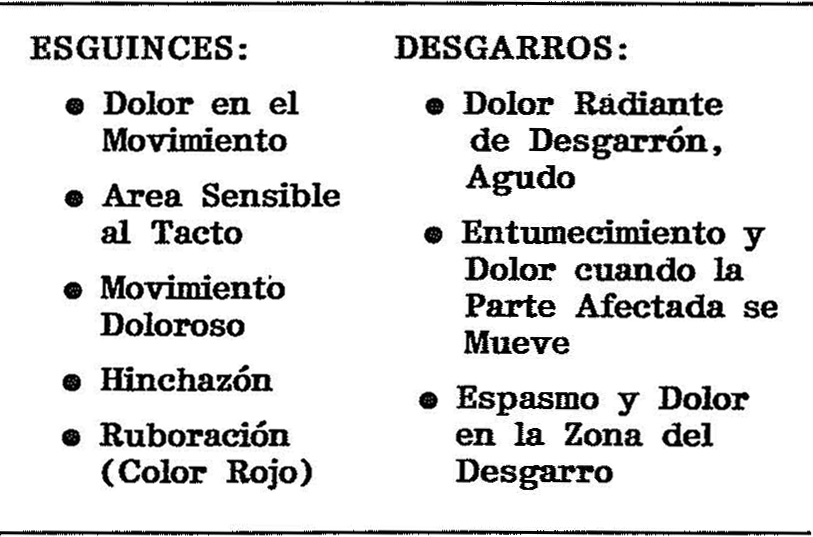 ESGUINCES:
● Dolor en el
Movimiento
● Area Sensible
al Tacto
● Movimiento
Doloroso
● Hinchazón
● Ruboración
(Color Rojo)
DESGARROS:
● Dolor Radiante
de Desgarrón,
Agudo
● Entumecimiento y
Dolor cuando la
Parte Afectada se
Mueve
● Espasmo y Dolor
en la Zona del
Desgarro